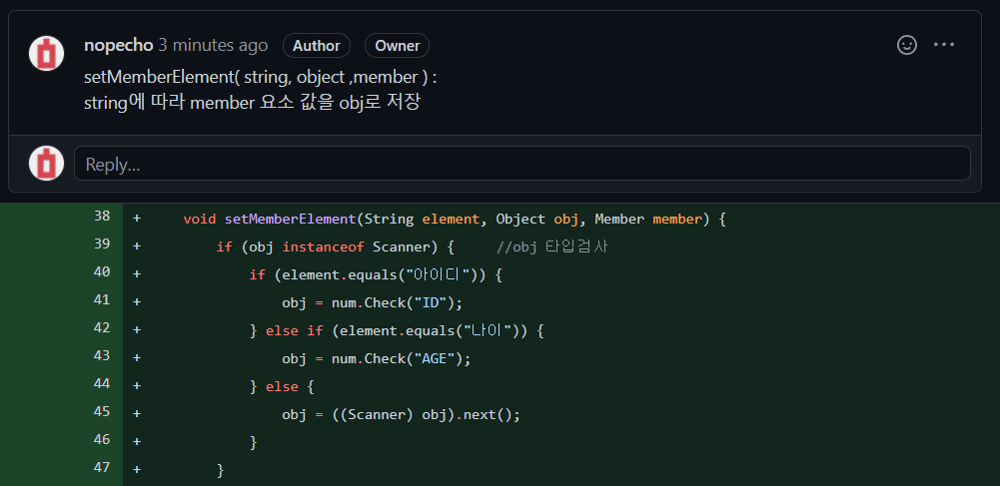 nopecho 3 minutes ago Author Owner
setMemberElement( string, object ,member ) :
string에 따라 member 요소 값을 obj로 저장
Reply...
38 + void setMemberElement(String element, Object obj, Member member) {
39 + if (obj instanceof Scanner) { //obj 타입검사
40 + if (element.equals("아이디")) {
41 + obj = num.Check("ID");
42 + } else if (element.equals("나이")) {
43 + obj = num.Check("AGE");
44 + } else {
45 + obj = ((Scanner) obj).next();
46 + }
47 + }